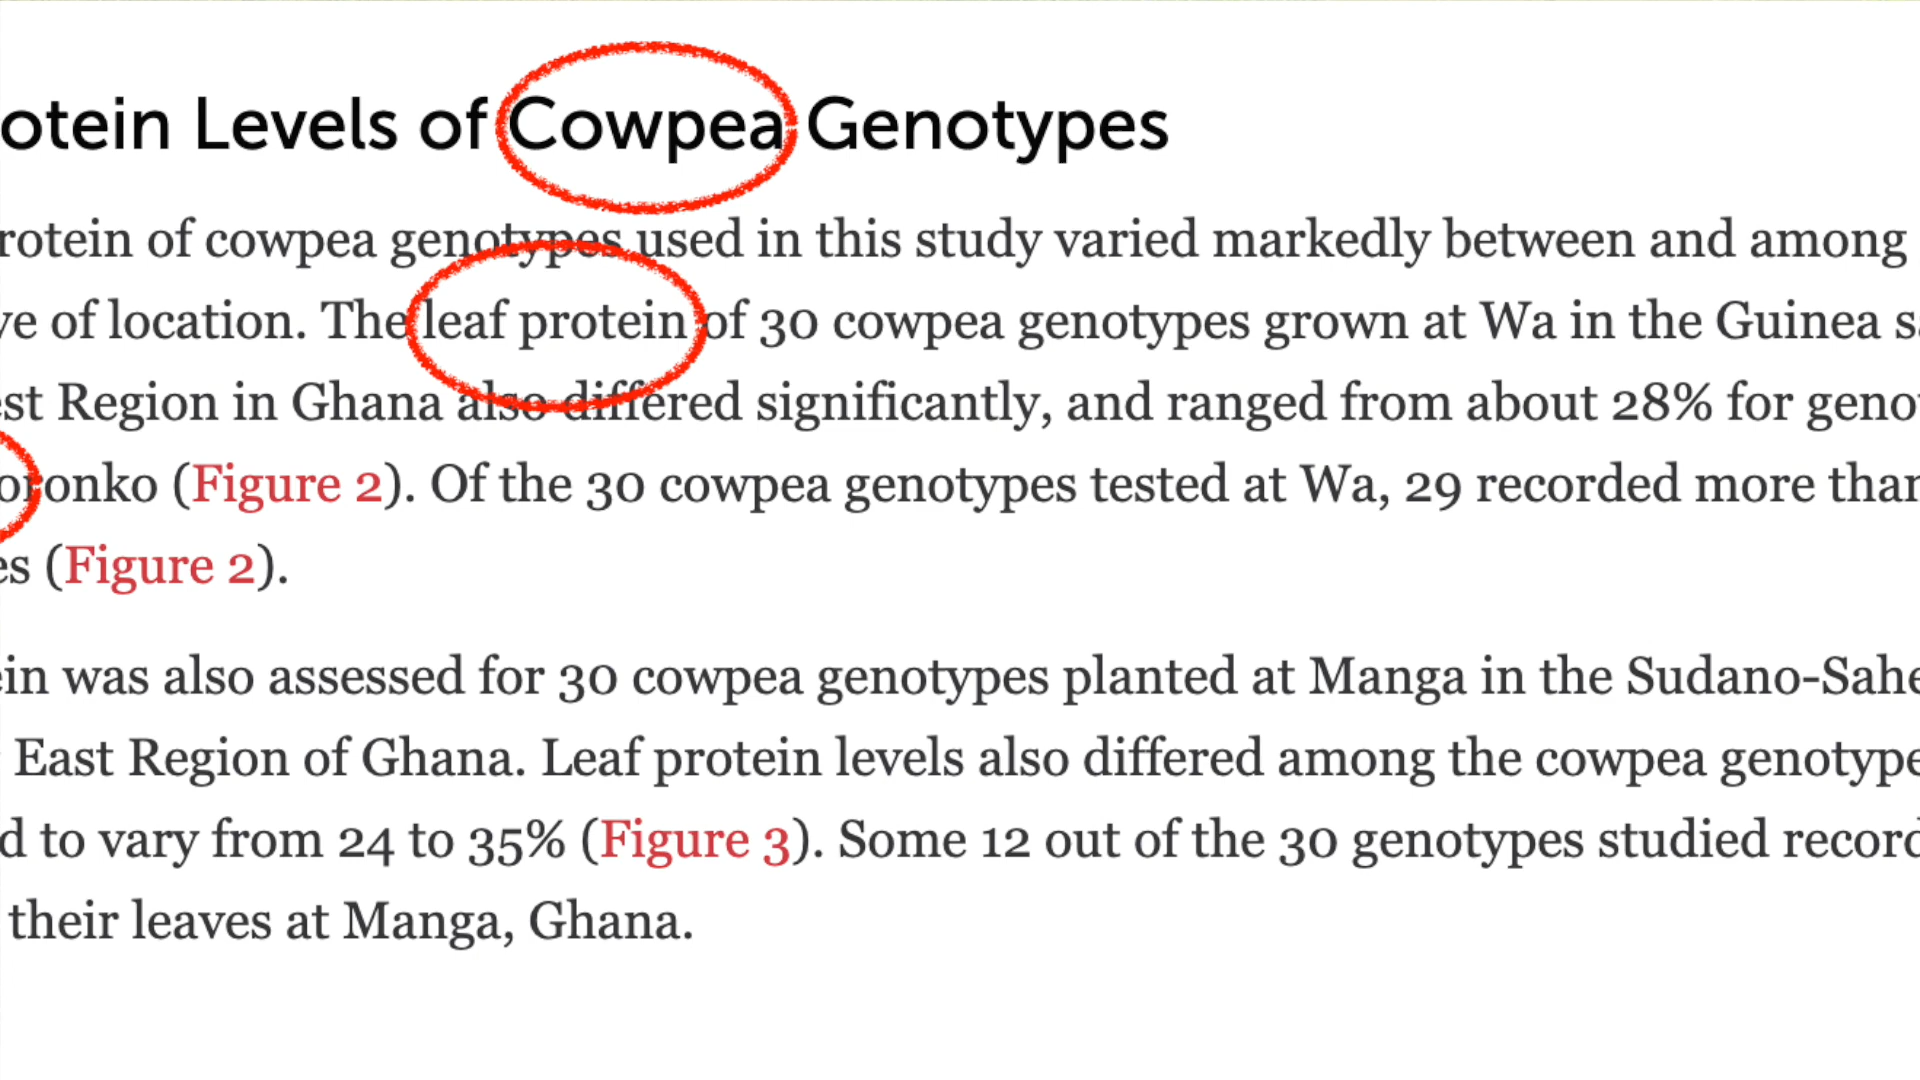 otein Levels of Cowpea Genotypes
rotein of cowpea genotypes used in this study varied markedly between and among
ve of location. The leaf protein of 30 cowpea genotypes grown at Wa in the Guinea sa
est Region in Ghana also differed significantly, and ranged from about 28% for geno
oronko (Figure 2). Of the 30 cowpea genotypes tested at Wa, 29 recorded more than
es (Figure 2).
ein was also assessed for 30 cowpea genotypes planted at Manga in the Sudano-Sahe
East Region of Ghana. Leaf protein levels also differed among the cowpea genotype
d to vary from 24 to 35% (Figure 3). Some 12 out of the 30 genotypes studied record
their leaves at Manga, Ghana.